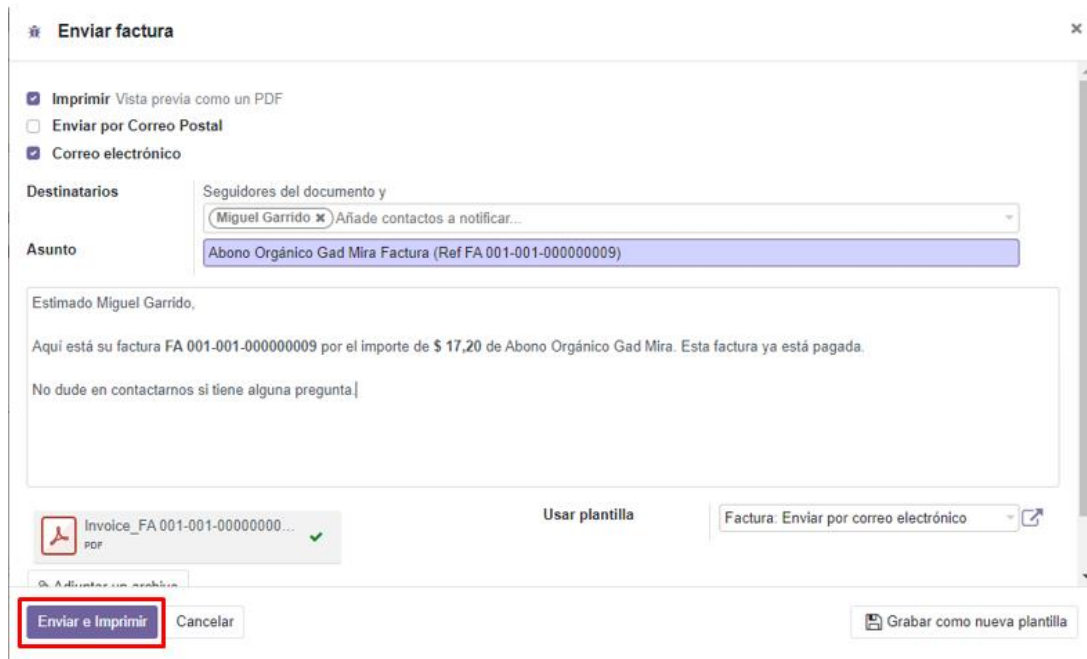 Enviar factura
Imprimir Vista previa como un PDF
Enviar por Correo Postal
Correo electrónico
Destinatarios
Seguidores del documento y
Miguel Garrido Añade contactos a notificar...
Asunto
Abono Orgánico Gad Mira Factura (Ref FA 001-001-000000009)
Estimado Miguel Garrido,
Aquí está su factura FA 001-001-000000009 por el importe de $ 17,20 de Abono Orgánico Gad Mira. Esta factura ya está pagada.
No dude en contactarnos si tiene alguna pregunta.
Invoice_FA 001-001-00000000...
PDF
Usar plantilla
Factura: Enviar por correo electrónico
Adjuntar un archivo
Enviar e Imprimir
Cancelar
Grabar como nueva plantilla